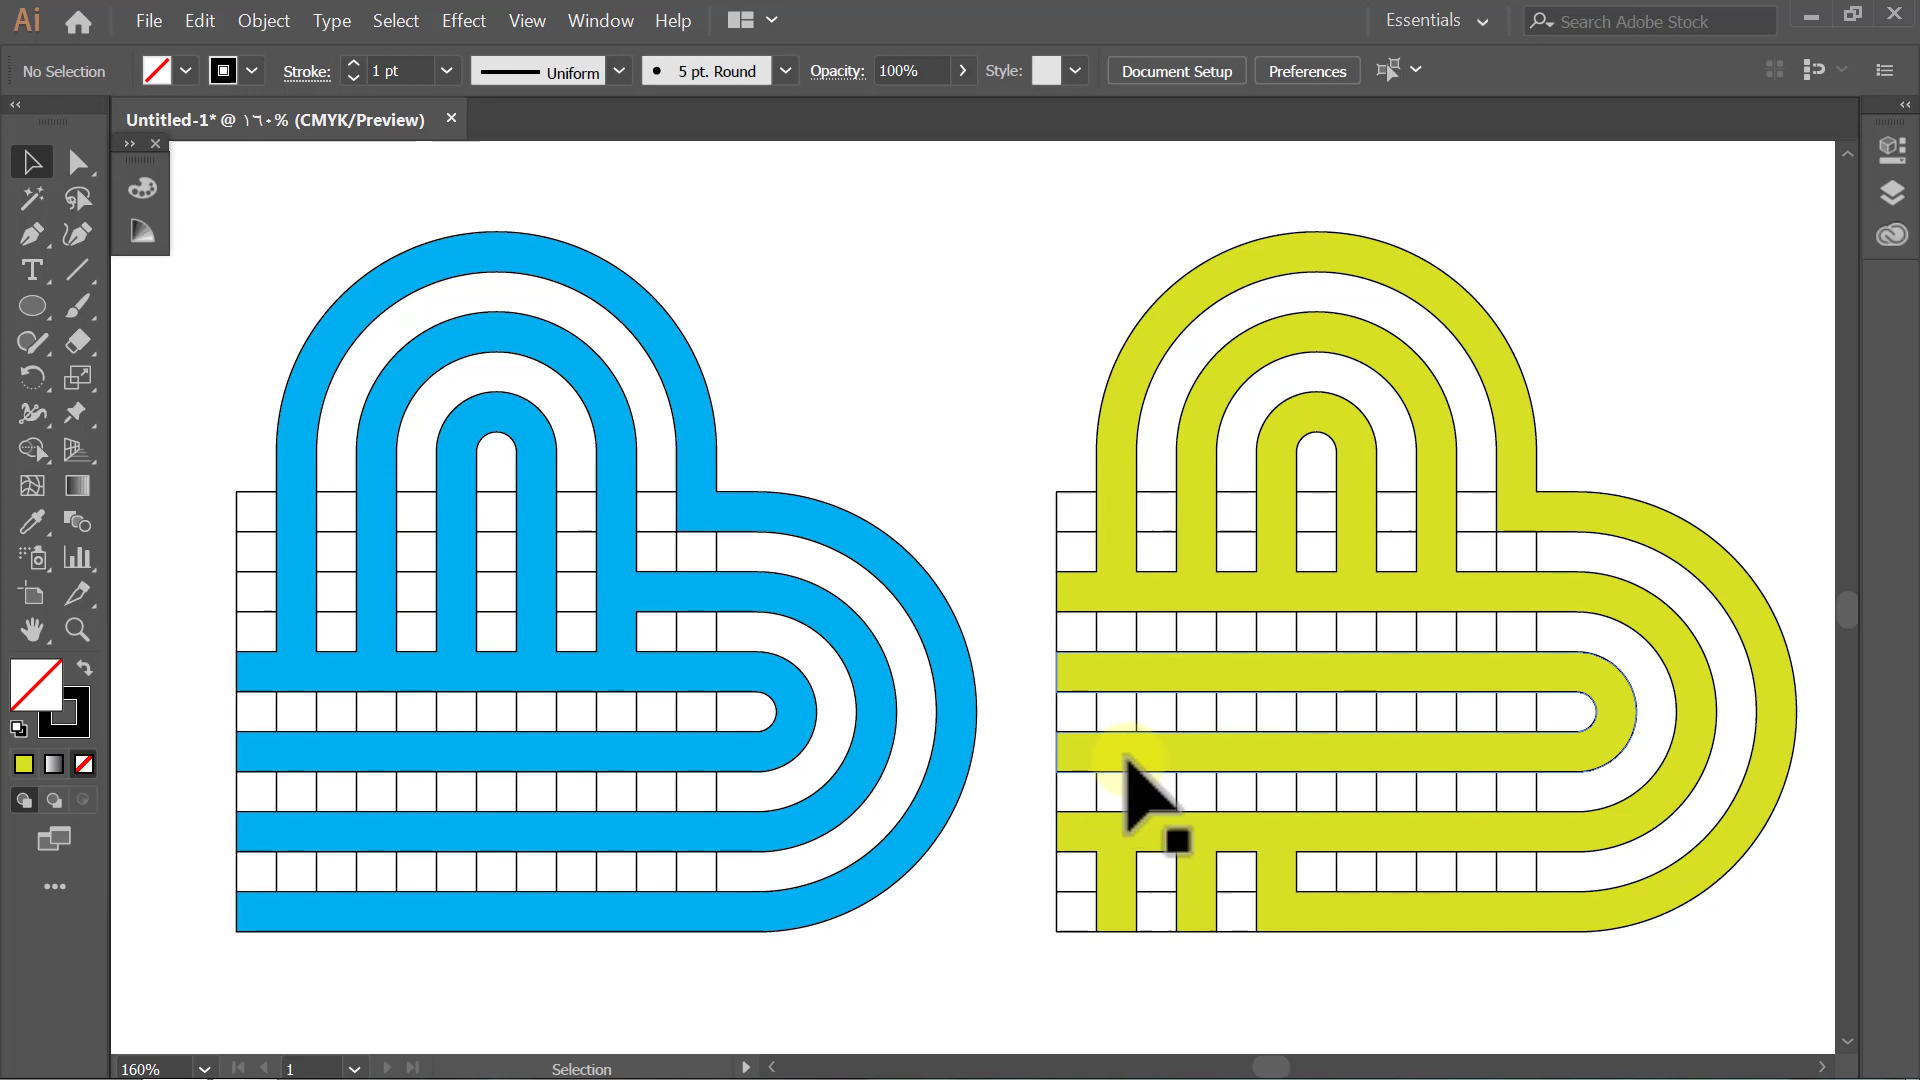 Ai File Edit Object Type Select Effect View Window Help Essentials Search Adobe Stock
No Selection Stroke: 1 pt Uniform 5 pt. Round Opacity: 100% Style: Document Setup Preferences
Untitled-1* @ ١٦٠% (CMYK/Preview)
160% 1 Selection